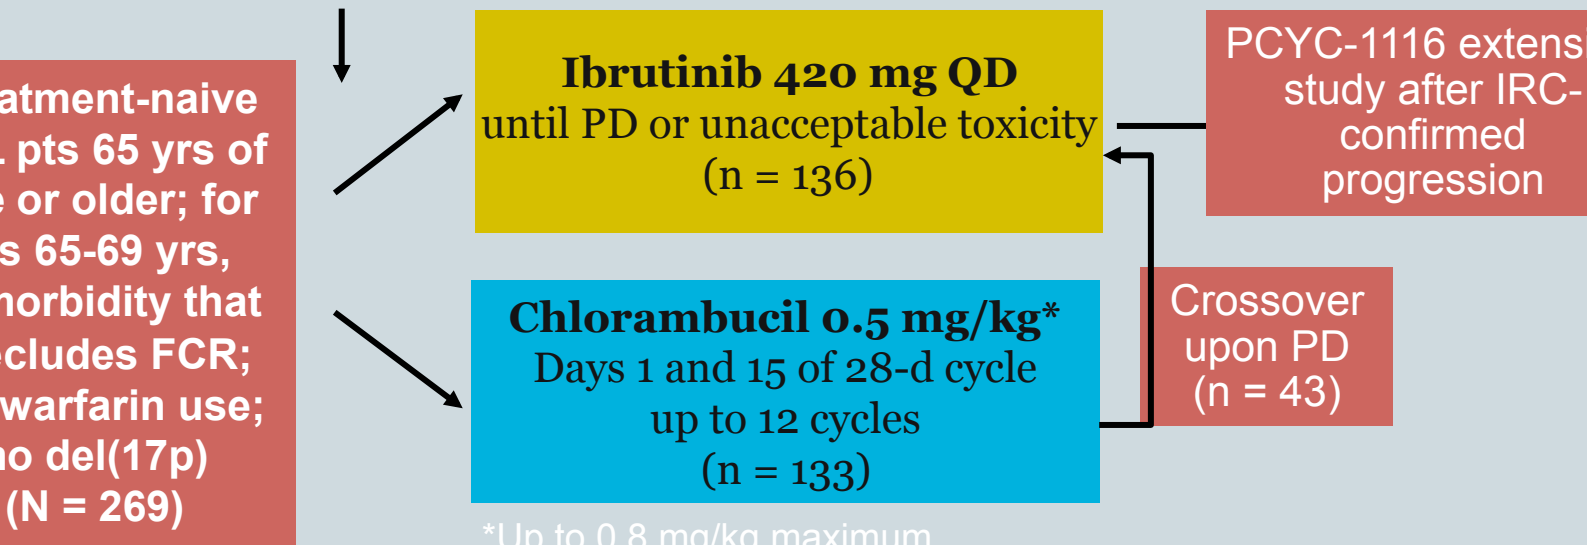 atment-naive
pts 65 yrs of
or older; for
65-69 yrs,
morbidity that
ecludes FCR;
warfarin use;
no del(17p)
(N = 269)
Ibrutinib 420 mg QD
until PD or unacceptable toxicity
(n = 136)
Chlorambucil 0.5 mg/kg*
Days 1 and 15 of 28-d cycle
up to 12 cycles
(n = 133)
*Up to 0.8 mg/kg maximum
PCYC-1116 extensi
study after IRC-
confirmed
progression
Crossover
upon PD
(n = 43)